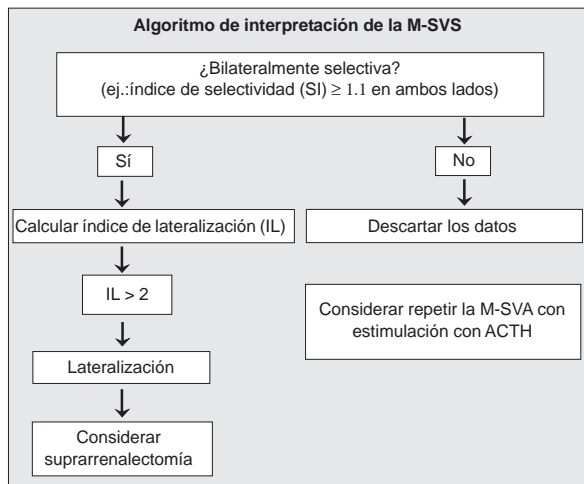 Algoritmo de interpretación de la M-SVS
¿Bilateralmente selectiva?
(ej.:índice de selectividad (SI) ≥ 1.1 en ambos lados)
Sí
No
Calcular índice de lateralización (IL)
Descartar los datos
IL > 2
Considerar repetir la M-SVA con
estimulación con ACTH
Lateralización
Considerar
suprarrenalectomía